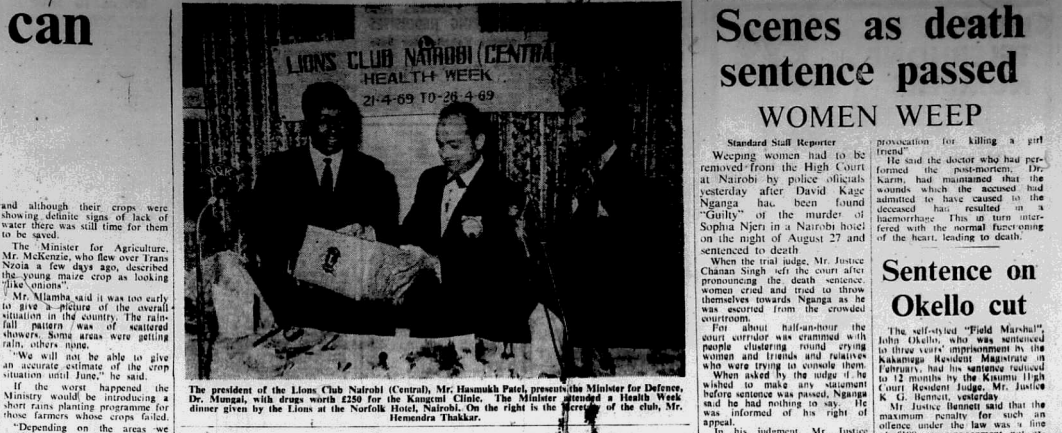 can
and although their crops were
showing definite signs of lack of
water there was still time for them
to be saved.
The Minister for Agriculture,
Mr. McKenzie, who flew over Trans
Nzoia a few days ago, described
the young maize crop as looking
"like onions".
Mr. Mlamba said it was too early
to give a picture of the overall
situation in the country. The rain-
fall pattern was of scattered
showers. Some areas were getting
rain, others none.
"We will not be able to give
an accurate estimate of the crop
situation until June," he said.
If the worst happened the
Ministry would be introducing a
short rains planting programme for
those farmers whose crops failed.
"Depending on the areas we
LIONS CLUB NAIROBI (CENTRA
HEALTH WEEK
21-4-69 TO-26-4-69
The president of the Lions Club Nairobi (Central), Mr. Hasmukh Patel, presents the Minister for Defence,
Dr. Mungai, with drugs worth £250 for the Kangemi Clinic. The Minister attended a Health Week
dinner given by the Lions at the Norfolk Hotel, Nairobi. On the right is the secretary of the club, Mr.
Hemendra Thakkar.
Scenes as death
sentence passed
WOMEN WEEP
Standard Staff Reporter
Weeping women had to be
removed from the High Court
at Nairobi by police officials
yesterday after David Kage
Nganga had been found
"Guilty" of the murder of
Sophia Njeri in a Nairobi hotel
on the night of August 27 and
sentenced to death
When the trial judge, Mr. Justice
Chanan Singh left the court after
pronouncing the death sentence,
women cried and tried to throw
themselves towards Nganga as he
was escorted from the crowded
courtroom.
For about half-an-hour the
court corridor was crammed with
people clustering round crying
women and friends and relatives
who were trying to console them.
When asked by the judge if he
wished to make any statement
before sentence was passed, Nganga
said he had nothing to say. He
was informed of his right of
appeal.
In his judgment Mr. Justice
provocation for killing a girl
friend"
He said the doctor who had per-
formed the post-mortem, Dr.
Karim, had maintained that the
wounds which the accused had
admitted to have caused to the
deceased had resulted in a
haemorrhage This in turn inter-
fered with the normal functioning
of the heart, leading to death.
Sentence on
Okello cut
The self-styled "Field Marshal",
John Okello, who was sentenced
to three years' imprisonment by the
Kakamega Resident Magistrate in
February, had his sentence reduced
to 12 months by the Kisumu High
Court Resident Judge, Mr. Justice
K G. Bennett, yesterday
Mr Justice Bennett said that the
maximum penalty for such an
offence under the law was a fine